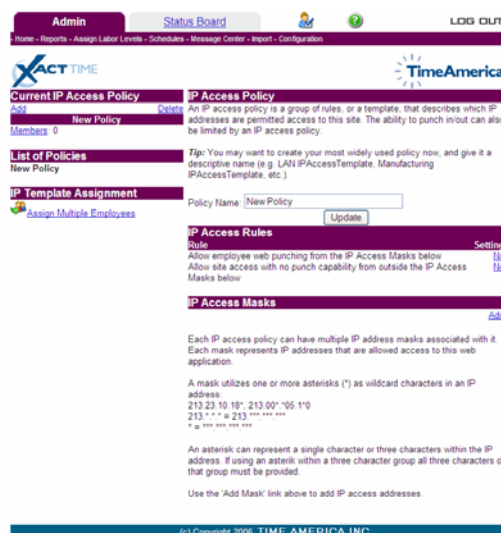 Admin
Status Board
LOG OUT
Home - Reports - Assign Labor Levels - Schedules - Message Center - Import - Configuration
XACTTIME
TimeAmerica
Current IP Access Policy
Add Delete
New Policy
Members: 0
List of Policies
New Policy
IP Template Assignment
Assign Multiple Employees
IP Access Policy
An IP access policy is a group of rules, or a template, that describes which IP
addresses are permitted access to this site. The ability to punch in/out can also
be limited by an IP access policy.
Tip: You may want to create your most widely used policy now, and give it a
descriptive name (e.g. LAN IPAccessTemplate, Manufacturing
IPAccessTemplate, etc.).
Policy Name: New Policy
Update
IP Access Rules
Rule Setting
Allow employee web punching from the IP Access Masks below No
Allow site access with no punch capability from outside the IP Access No
Masks below
IP Access Masks
Add
Each IP access policy can have multiple IP address masks associated with it.
Each mask represents IP addresses that are allowed access to this web
application.
A mask utilizes one or more asterisks (*) as wildcard characters in an IP
address:
213.23.10.18*, 213.00*.*05.1*0
213.*.*.* = 213.***.***.***
* = ***.***.***.***
An asterisk can represent a single character or three characters within the IP
address. If using an asterik within a three character group all three characters of
that group must be provided.
Use the 'Add Mask' link above to add IP access addresses.
(c) Copyright 2006 TIME AMERICA INC